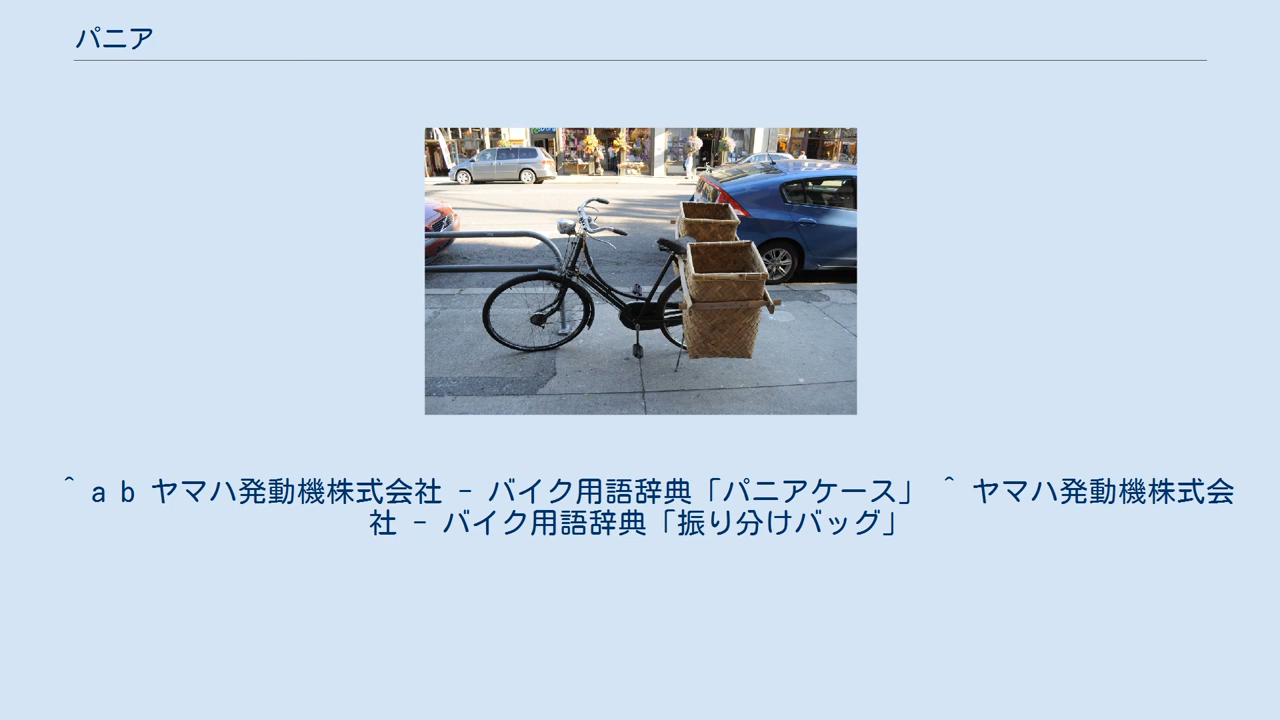 パニア
^ a b ヤマハ発動機株式会社 - バイク用語辞典「パニアケース」 ^ ヤマハ発動機株式会
社 - バイク用語辞典「振り分けバッグ」